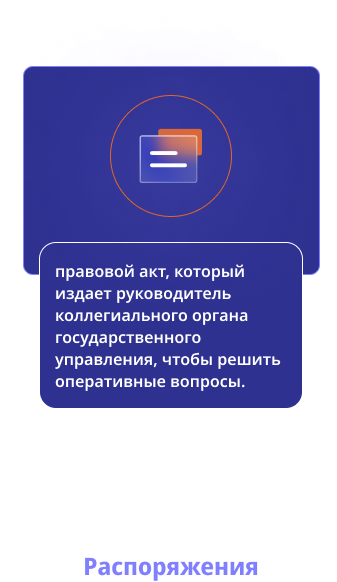 правовой акт, который
издает руководитель
коллегиального органа
государственного
управления, чтобы решить
оперативные вопросы.
Распоряжения